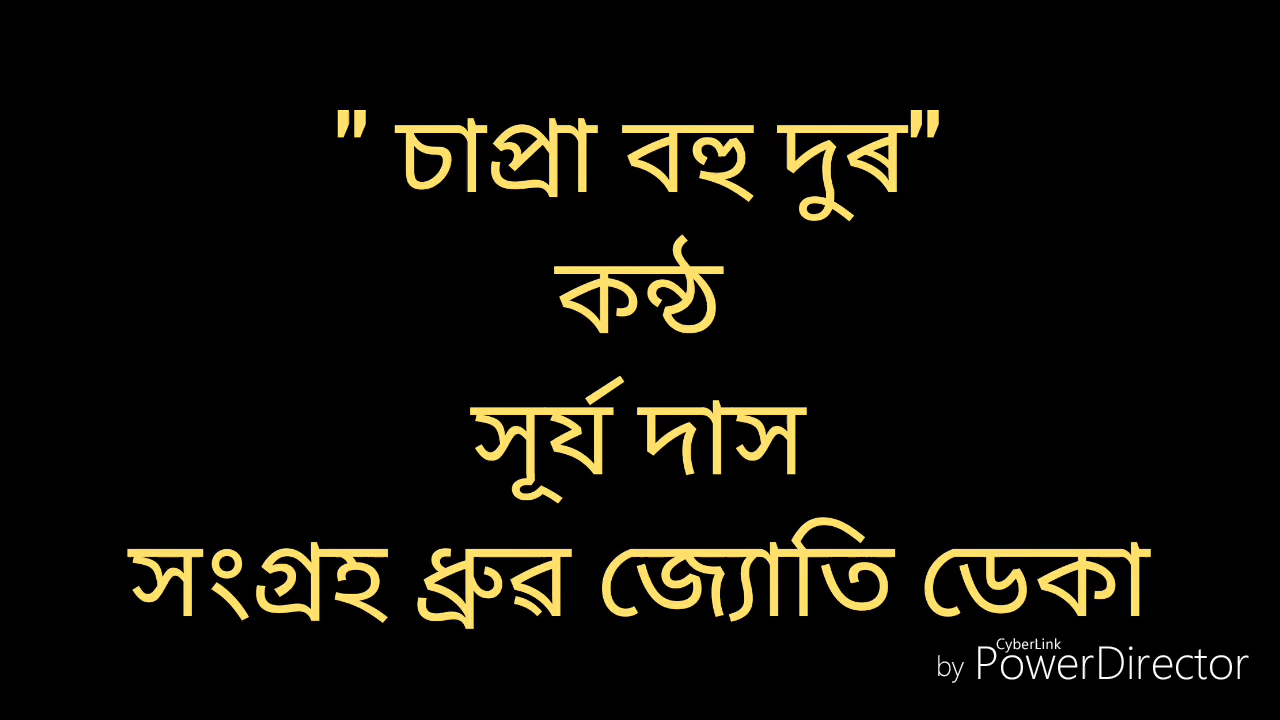 " চাপ্ৰা বহু দুৰ"
কন্ঠ
সূৰ্য দাস
সংগ্ৰহ ধ্ৰুৱ জ্যোতি ডেকা
CyberLink
by PowerDirector